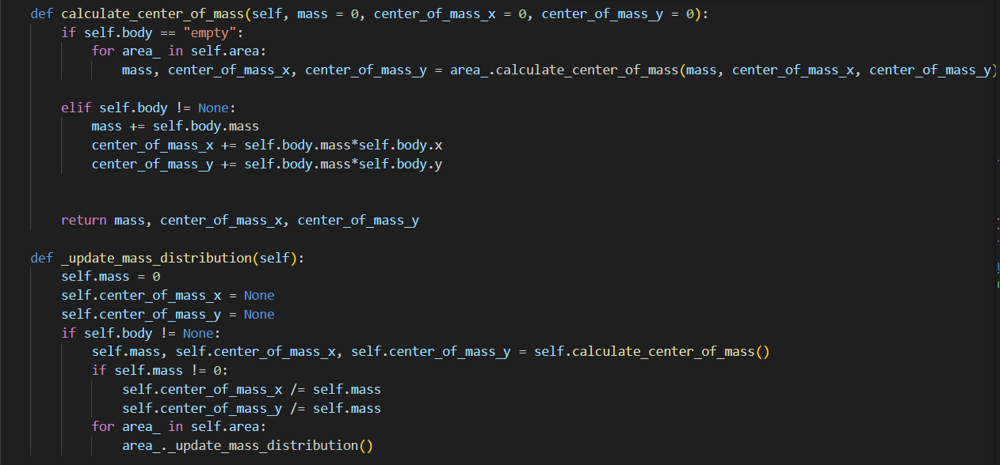 def calculate_center_of_mass(self, mass = 0, center_of_mass_x = 0, center_of_mass_y = 0):
    if self.body == "empty":
        for area_ in self.area:
            mass, center_of_mass_x, center_of_mass_y = area_.calculate_center_of_mass(mass, center_of_mass_x, center_of_mass_y)
    elif self.body != None:
        mass += self.body.mass
        center_of_mass_x += self.body.mass*self.body.x
        center_of_mass_y += self.body.mass*self.body.y
    return mass, center_of_mass_x, center_of_mass_y
def _update_mass_distribution(self):
    self.mass = 0
    self.center_of_mass_x = None
    self.center_of_mass_y = None
    if self.body != None:
        self.mass, self.center_of_mass_x, self.center_of_mass_y = self.calculate_center_of_mass()
        if self.mass != 0:
            self.center_of_mass_x /= self.mass
            self.center_of_mass_y /= self.mass
        for area_ in self.area:
            area_._update_mass_distribution()